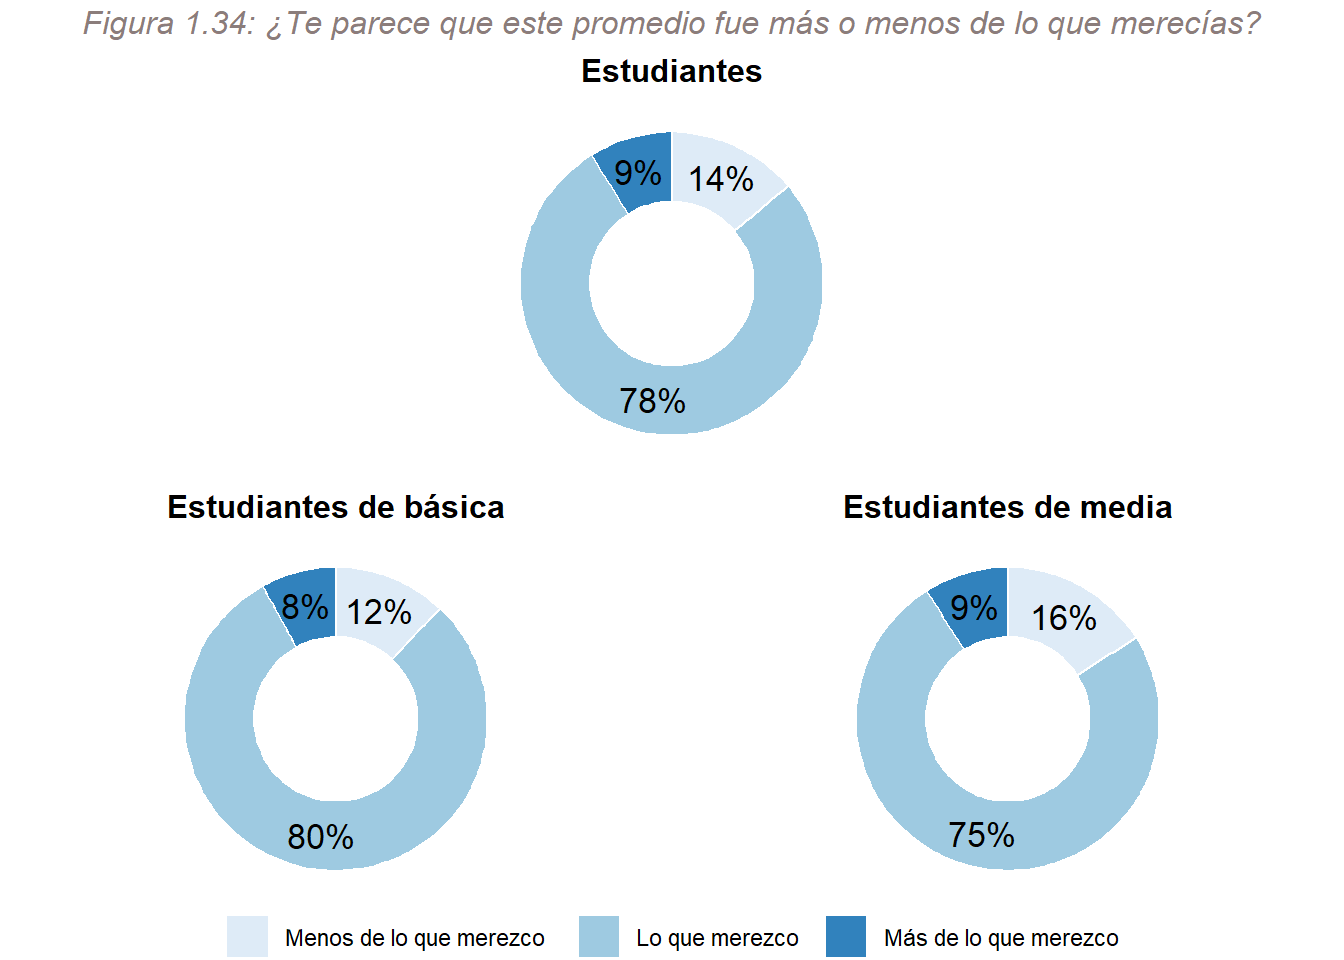 Figura 1.34: ¿Te parece que este promedio fue más o menos de lo que merecías?
Estudiantes
9%
14%
78%
Estudiantes de básica
8%
12%
80%
Estudiantes de media
9%
16%
75%
Menos de lo que merezco
Lo que merezco
Más de lo que merezco